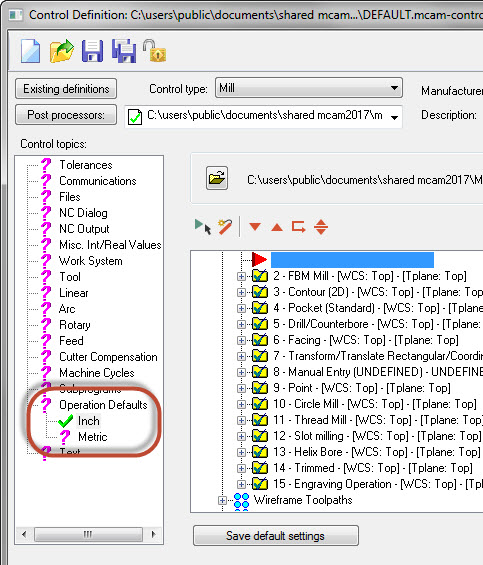 Control Definition: C:\users\public\documents\shared mcam...\DEFAULT.mcam-contro
Existing definitions
Control type:
Mill
Manufacturer
Post processors:
C:\users\public\documents\shared mcam2017\m
Description:
Control topics:
Tolerances
Communications
Files
NC Dialog
NC Output
Misc. Int/Real Values
Work System
Tool
Linear
Arc
Rotary
Feed
Cutter Compensation
Machine Cycles
Subprograms
Operation Defaults
Inch
Metric
Text
C:\users\public\documents\shared mcam2017\M
2 - FBM Mill - [WCS: Top] - [Tplane: Top]
3 - Contour (2D) - [WCS: Top] - [Tplane: Top]
4 - Pocket (Standard) - [WCS: Top] - [Tplane: Top]
5 - Drill/Counterbore - [WCS: Top] - [Tplane: Top]
6 - Facing - [WCS: Top] - [Tplane: Top]
7 - Transform/Translate Rectangular/Coordin
8 - Manual Entry (UNDEFINED) - UNDEFINE
9 - Point - [WCS: Top] - [Tplane: Top]
10 - Circle Mill - [WCS: Top] - [Tplane: Top]
11 - Thread Mill - [WCS: Top] - [Tplane: Top]
12 - Slot milling - [WCS: Top] - [Tplane: Top]
13 - Helix Bore - [WCS: Top] - [Tplane: Top]
14 - Trimmed - [WCS: Top] - [Tplane: Top]
15 - Engraving Operation - [WCS: Top] - [Tplane: Top]
Wireframe Toolpaths
Save default settings